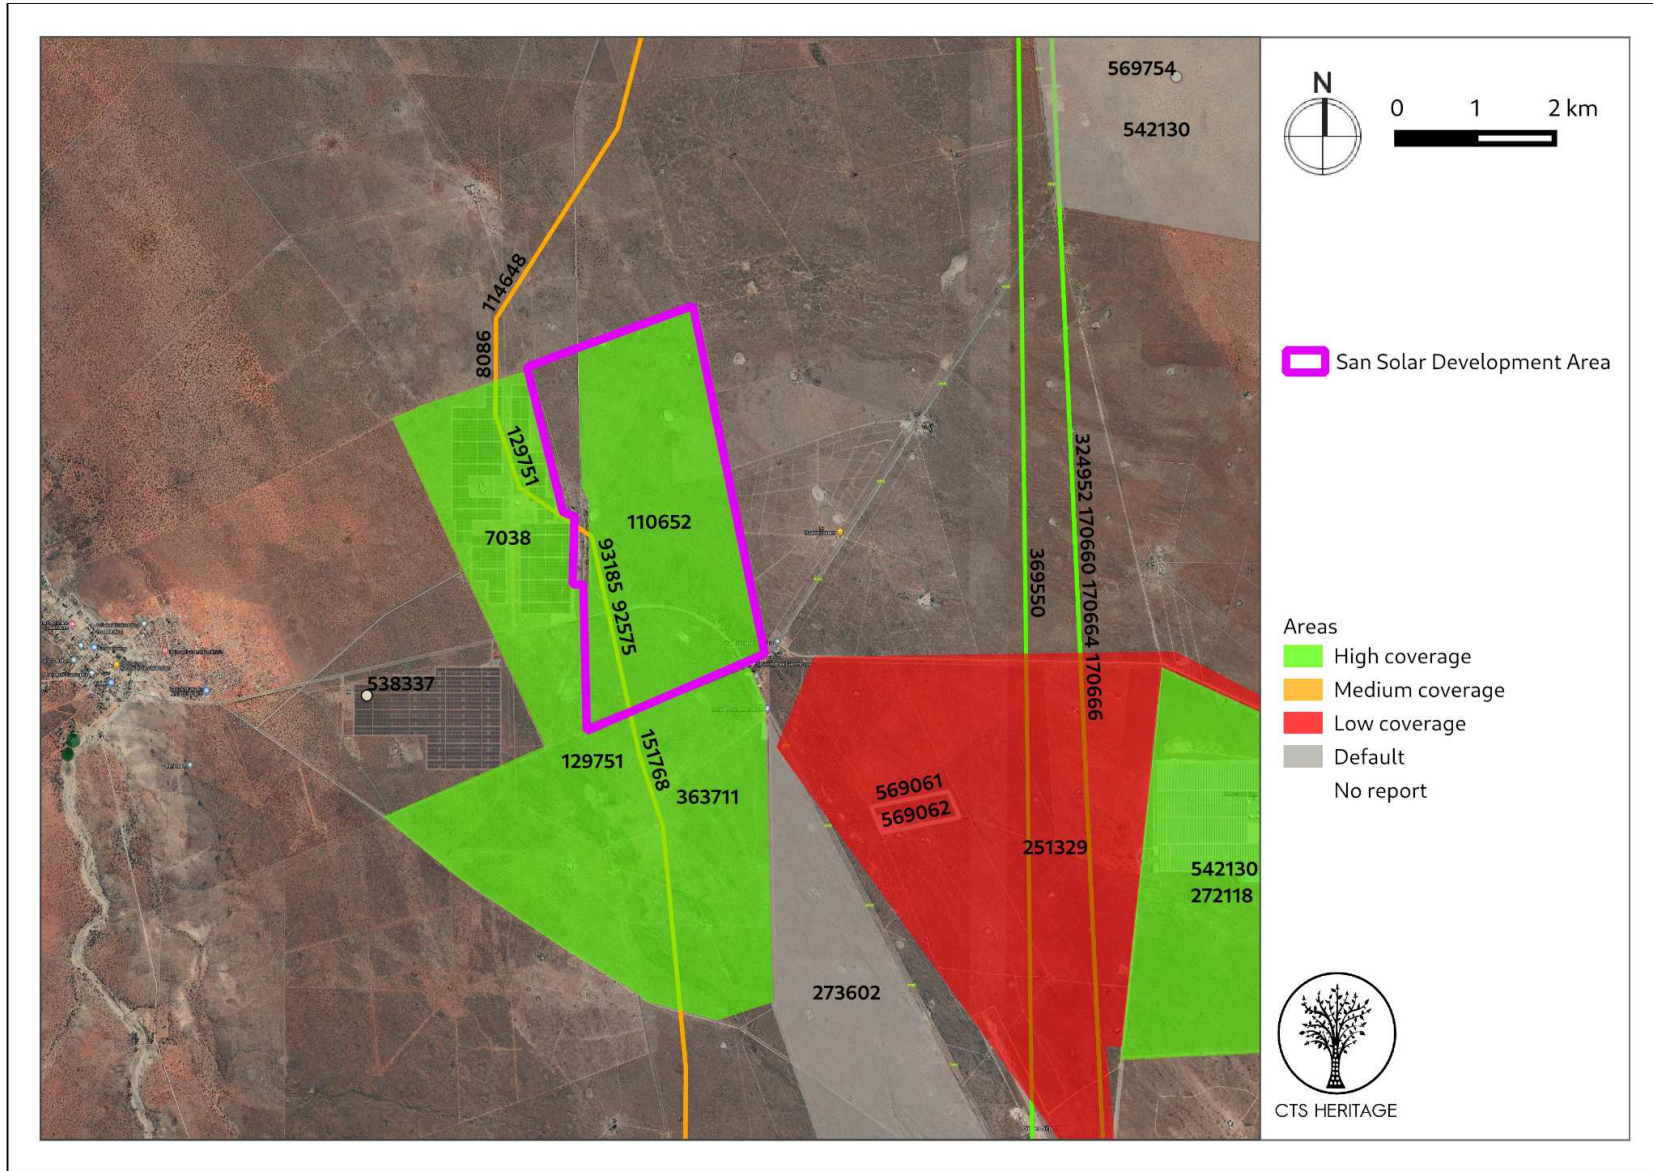 569754
542130
114648
8086
129751
7038
110652
93185 92575
369550
324952 170660 170664 170666
538337
129751
151768
363711
569061
569062
251329
542130
272118
273602
N
0 1 2 km
San Solar Development Area
Areas
High coverage
Medium coverage
Low coverage
Default
No report
CTS HERITAGE